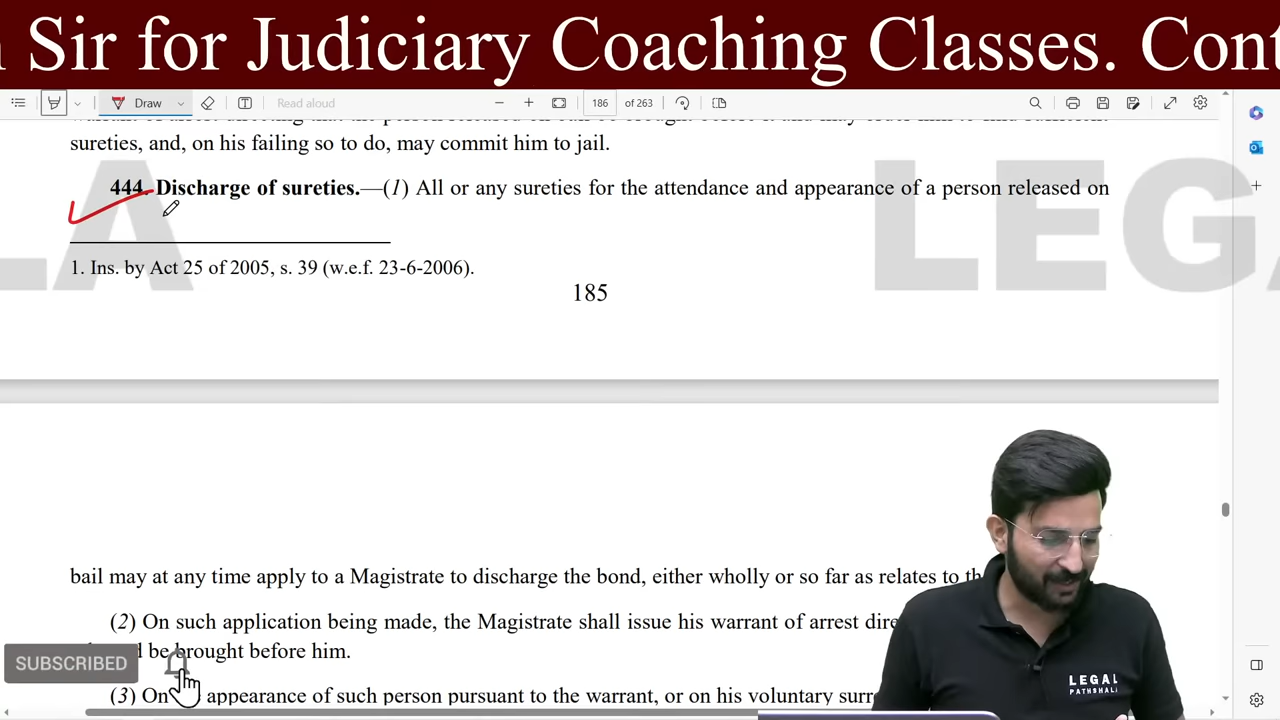 Sir for Judiciary Coaching Classes. Cont
Draw
Read aloud
186 of 263
sureties, and, on his failing so to do, may commit him to jail.
444. Discharge of sureties.—(1) All or any sureties for the attendance and appearance of a person released on
1. Ins. by Act 25 of 2005, s. 39 (w.e.f. 23-6-2006).
185
LA
LEG
bail may at any time apply to a Magistrate to discharge the bond, either wholly or so far as relates to
(2) On such application being made, the Magistrate shall issue his warrant of arrest
be brought before him.
(3) On appearance of such person pursuant to the warrant, or on his voluntary
SUBSCRIBED
LEGAL
PATHSHALA